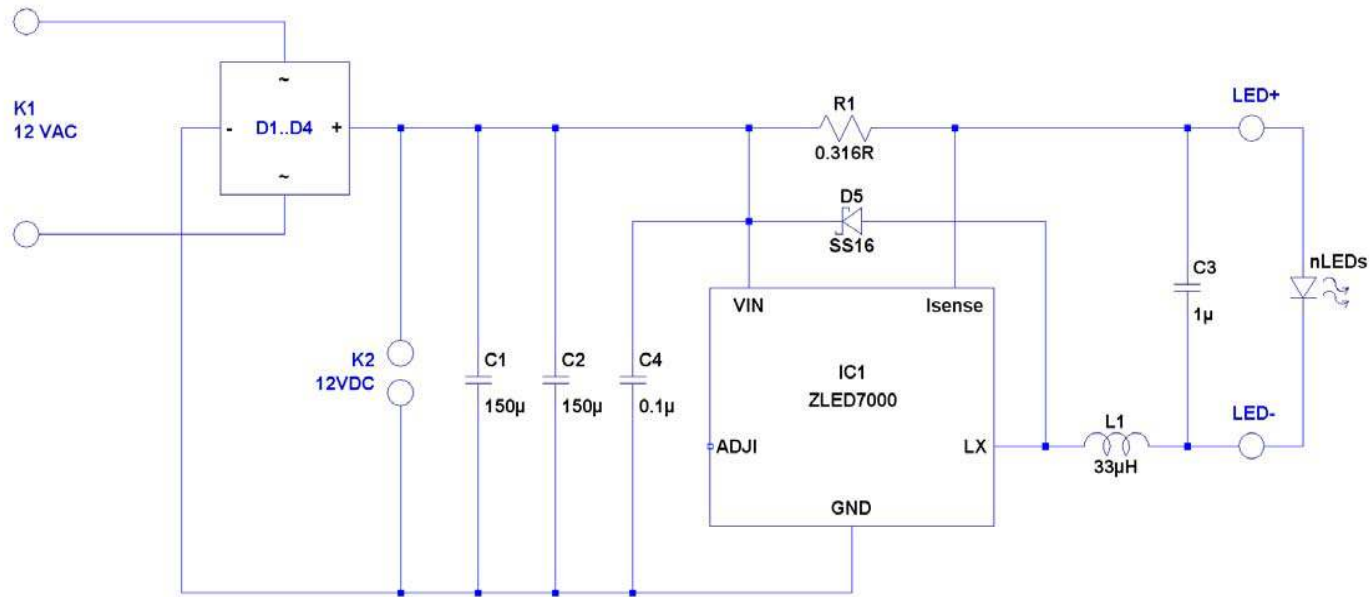 K1
12 VAC
~
- D1..D4 +
~
K2
12VDC
C1
150µ
C2
150µ
C4
0.1µ
R1
0.316R
D5
SS16
VIN
Isense
IC1
ZLED7000
ADJI
LX
GND
L1
33µH
C3
1µ
LED+
nLEDs
LED-